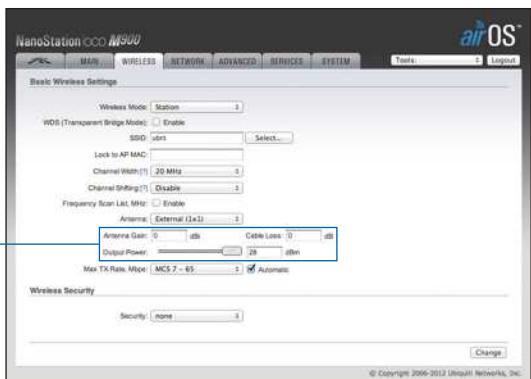 NanoStation loco M900
airOS™
MAIN WIRELESS NETWORK ADVANCED SERVICES SYSTEM Tools: Logout
Basic Wireless Settings
Wireless Mode: Station
WDS (Transparent Bridge Mode): Enable
SSID: ubnt Select...
Lock to AP MAC:
Channel Width:[?] 20 MHz
Channel Shifting:[?] Disable
Frequency Scan List, MHz: Enable
Antenna: External (1x1)
Antenna Gain: 0 dBi Cable Loss: 0 dB
Output Power: 28 dBm
Max TX Rate, Mbps: MCS 7 - 65 Automatic
Wireless Security
Security: none
Change
© Copyright 2006-2012 Ubiquiti Networks, Inc.